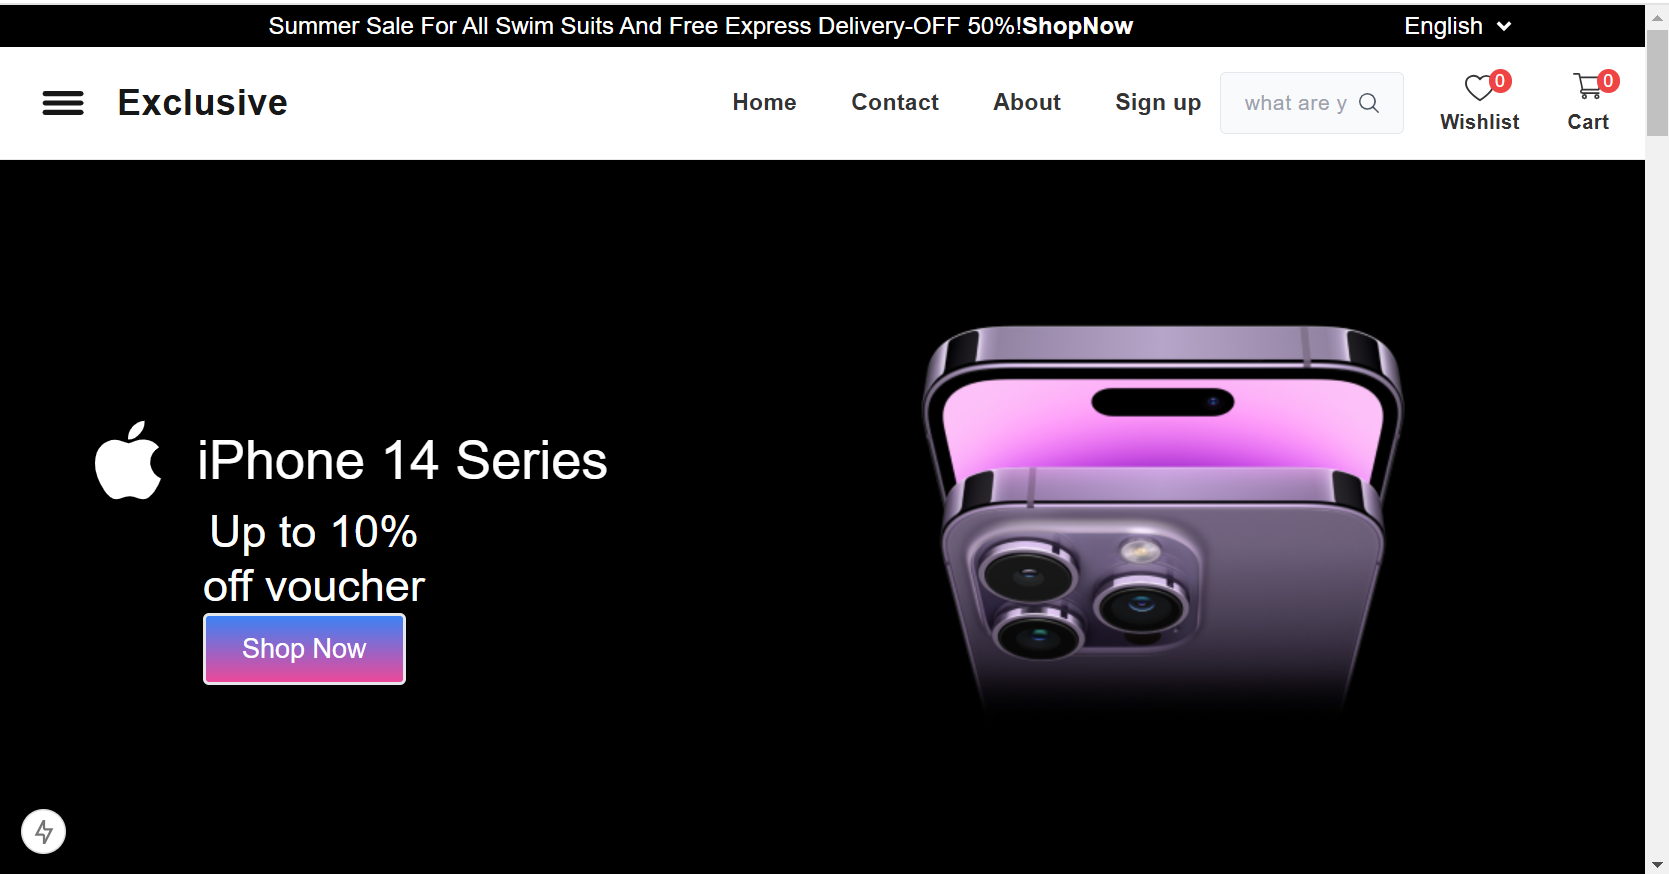 Summer Sale For All Swim Suits And Free Express Delivery-OFF 50%!ShopNow English
Exclusive Home Contact About Sign up what are y 0 Wishlist 0 Cart
iPhone 14 Series
Up to 10%
off voucher
Shop Now